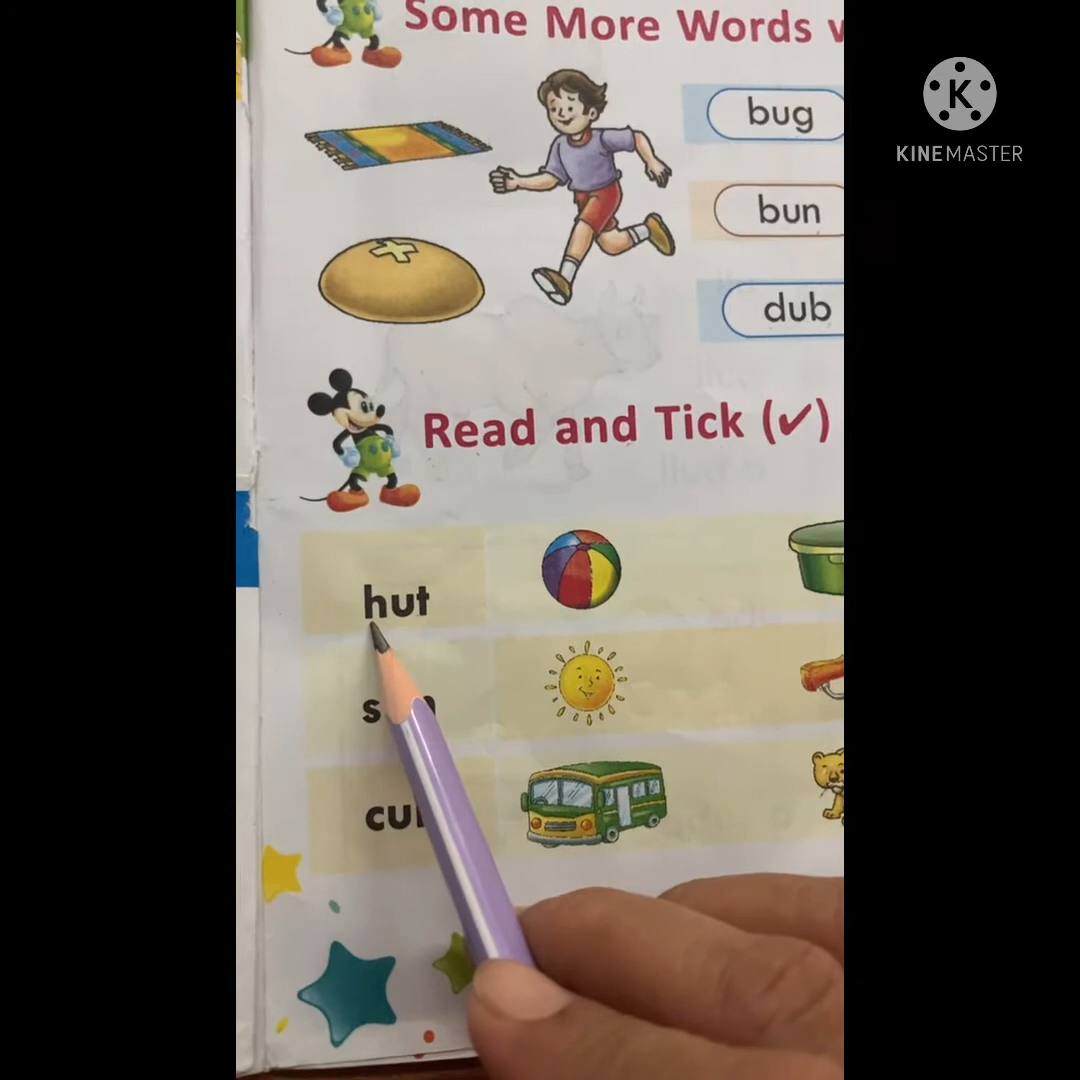 Some More Words
bug
bun
dub
Read and Tick (✓)
hut
K
KINEMASTER